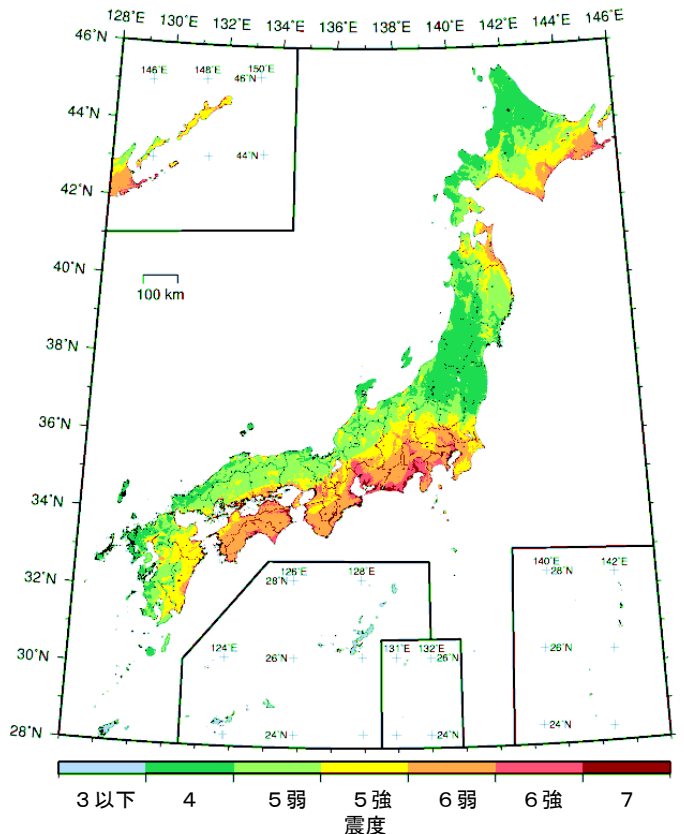 128°E 130°E 132°E 134°E 136°E 138°E 140°E 142°E 144°E 146°E
46°N
146°E 148°E 150°E
46°N
44°N
44°N
42°N
40°N
100 km
38°N
36°N
34°N
32°N
126°E 128°E
28°N
140°E 142°E
28°N
30°N
124°E
26°N
131°E 132°E
26°N
26°N
28°N
24°N
24°N
24°N
3以下 4 5弱 5強 6弱 6強 7
震度